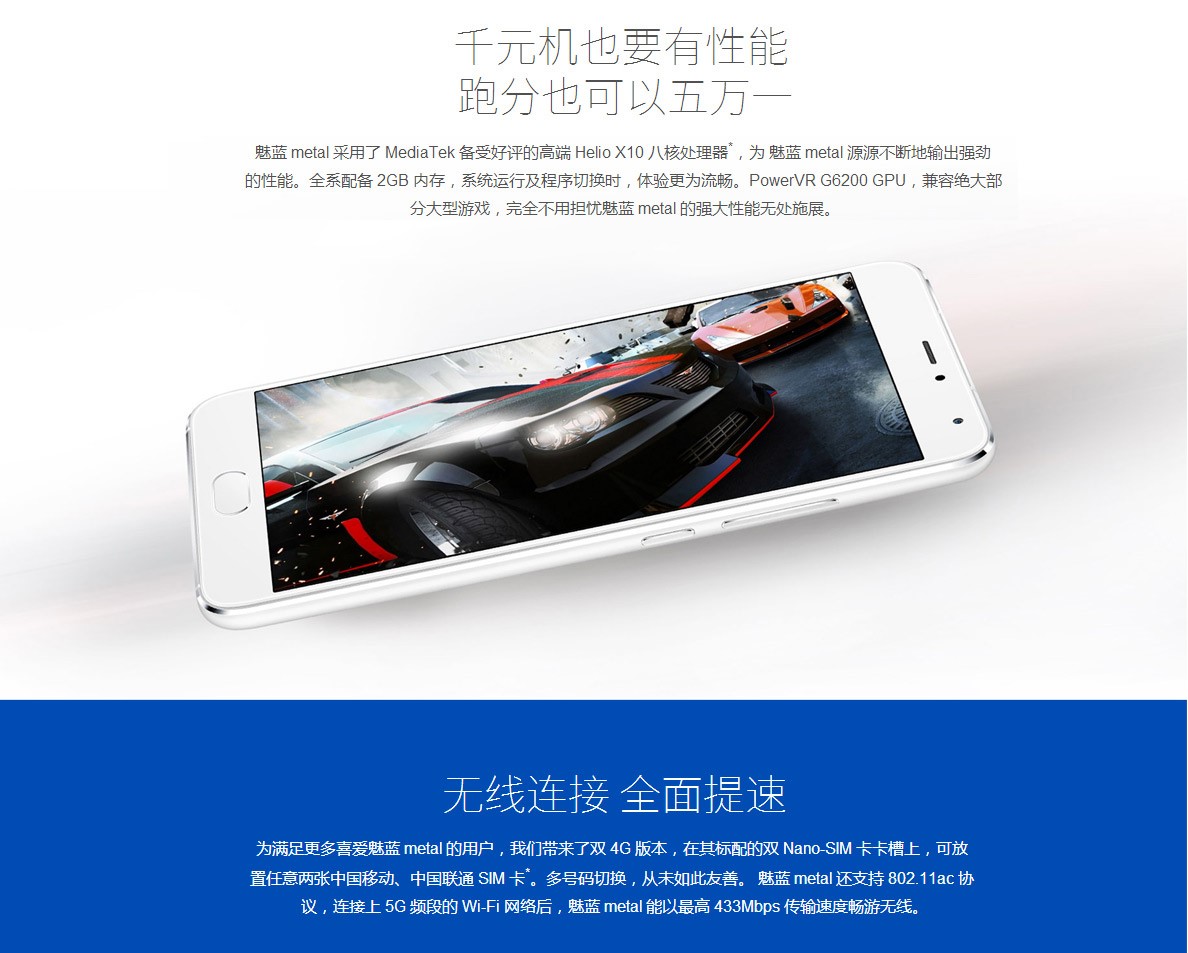 千元机也要有性能
跑分也可以五万一
魅蓝 metal 采用了 MediaTek 备受好评的高端 Helio X10 八核处理器*，为 魅蓝 metal 源源不断地输出强劲
的性能。全系配备 2GB 内存，系统运行及程序切换时，体验更为流畅。PowerVR G6200 GPU，兼容绝大部
分大型游戏，完全不用担忧魅蓝 metal 的强大性能无处施展。
无线连接 全面提速
为满足更多喜爱魅蓝 metal 的用户，我们带来了双 4G 版本，在其标配的双 Nano-SIM 卡卡槽上，可放
置任意两张中国移动、中国联通 SIM 卡*。多号码切换，从未如此友善。 魅蓝 metal 还支持 802.11ac 协
议，连接上 5G 频段的 Wi-Fi 网络后，魅蓝 metal 能以最高 433Mbps 传输速度畅游无线。